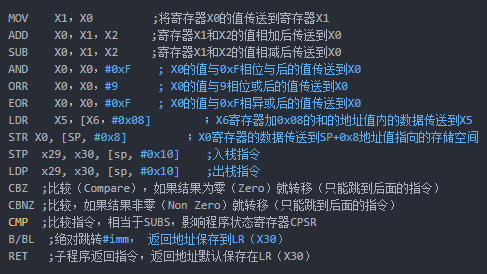 MOV    X1，X0         ;将寄存器X0的值传送到寄存器X1
ADD    X0，X1，X2     ;寄存器X1和X2的值相加后传送到X0
SUB    X0，X1，X2     ;寄存器X1和X2的值相减后传送到X0
AND    X0，X0，#0xF    ; X0的值与0xF相位与后的值传送到X0
ORR    X0，X0，#9      ; X0的值与9相位或后的值传送到X0
EOR    X0，X0，#0xF    ; X0的值与0xF相异或后的值传送到X0
LDR    X5，[X6，#0x08]        ；X6寄存器加0x08的和的地址值内的数据传送到X5
STR X0, [SP, #0x8]         ；X0寄存器的数据传送到SP+0x8地址值指向的存储空间
STP  x29, x30, [sp, #0x10]    ;入栈指令
LDP  x29, x30, [sp, #0x10]    ;出栈指令
CBZ  ;比较（Compare），如果结果为零（Zero）就转移（只能跳到后面的指令）
CBNZ ;比较，如果结果非零（Non Zero）就转移（只能跳到后面的指令）
CMP  ;比较指令，相当于SUBS，影响程序状态寄存器CPSR
B/BL  ;绝对跳转#imm， 返回地址保存到LR（X30）
RET   ;子程序返回指令，返回地址默认保存在LR（X30）